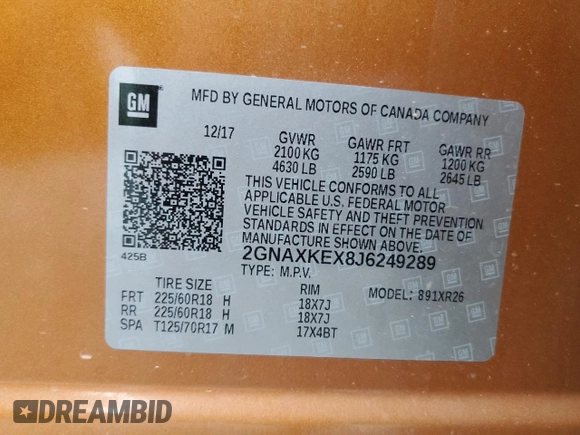 GM
MFD BY GENERAL MOTORS OF CANADA COMPANY
12/17 GVWR GAWR FRT GAWR RR
2100 KG 1175 KG 1200 KG
4630 LB 2590 LB 2645 LB
THIS VEHICLE CONFORMS TO ALL
APPLICABLE U.S. FEDERAL MOTOR
VEHICLE SAFETY AND THEFT PREVENTION
STANDARDS IN EFFECT ON THE DATE OF
MANUFACTURE SHOWN ABOVE.
425B 2GNAXKEX8J6249289
TYPE: M.P.V.
TIRE SIZE RIM MODEL: 891XR26
FRT 225/60R18 H 18X7J
RR 225/60R18 H 18X7J
SPA T125/70R17 M 17X4BT
DREAMBID